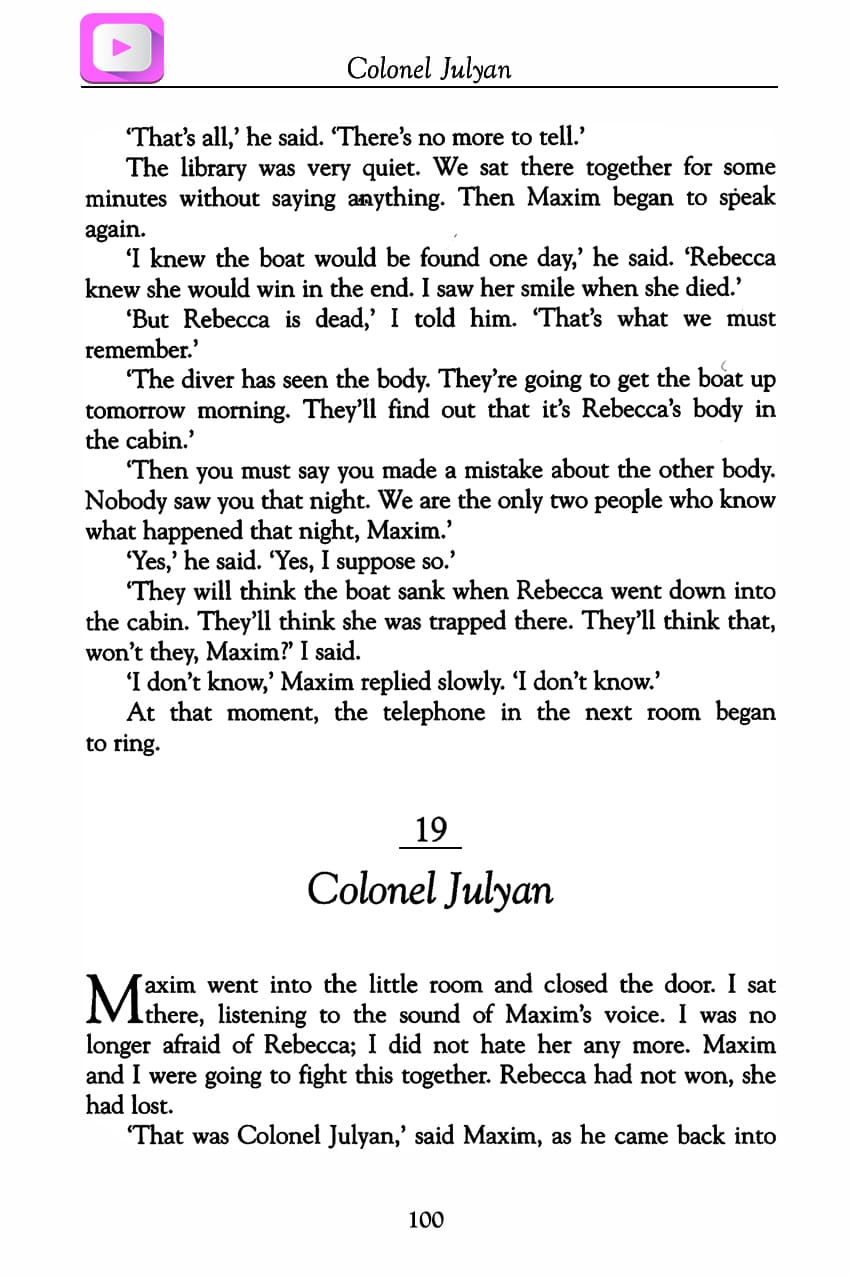 Colonel Julyan
‘That’s all,’ he said. ‘There’s no more to tell.’
The library was very quiet. We sat there together for some
minutes without saying anything. Then Maxim began to speak
again.
‘I knew the boat would be found one day,’ he said. ‘Rebecca
knew she would win in the end. I saw her smile when she died.’
‘But Rebecca is dead,’ I told him. ‘That’s what we must
remember.’
‘The diver has seen the body. They’re going to get the boat up
tomorrow morning. They’ll find out that it’s Rebecca’s body in
the cabin.’
‘Then you must say you made a mistake about the other body.
Nobody saw you that night. We are the only two people who know
what happened that night, Maxim.’
‘Yes,’ he said. ‘Yes, I suppose so.’
‘They will think the boat sank when Rebecca went down into
the cabin. They’ll think she was trapped there. They’ll think that,
won’t they, Maxim?’ I said.
‘I don’t know,’ Maxim replied slowly. ‘I don’t know.’
At that moment, the telephone in the next room began
to ring.
19
Colonel Julyan
Maxim went into the little room and closed the door. I sat
there, listening to the sound of Maxim’s voice. I was no
longer afraid of Rebecca; I did not hate her any more. Maxim
and I were going to fight this together. Rebecca had not won, she
had lost.
‘That was Colonel Julyan,’ said Maxim, as he came back into
100